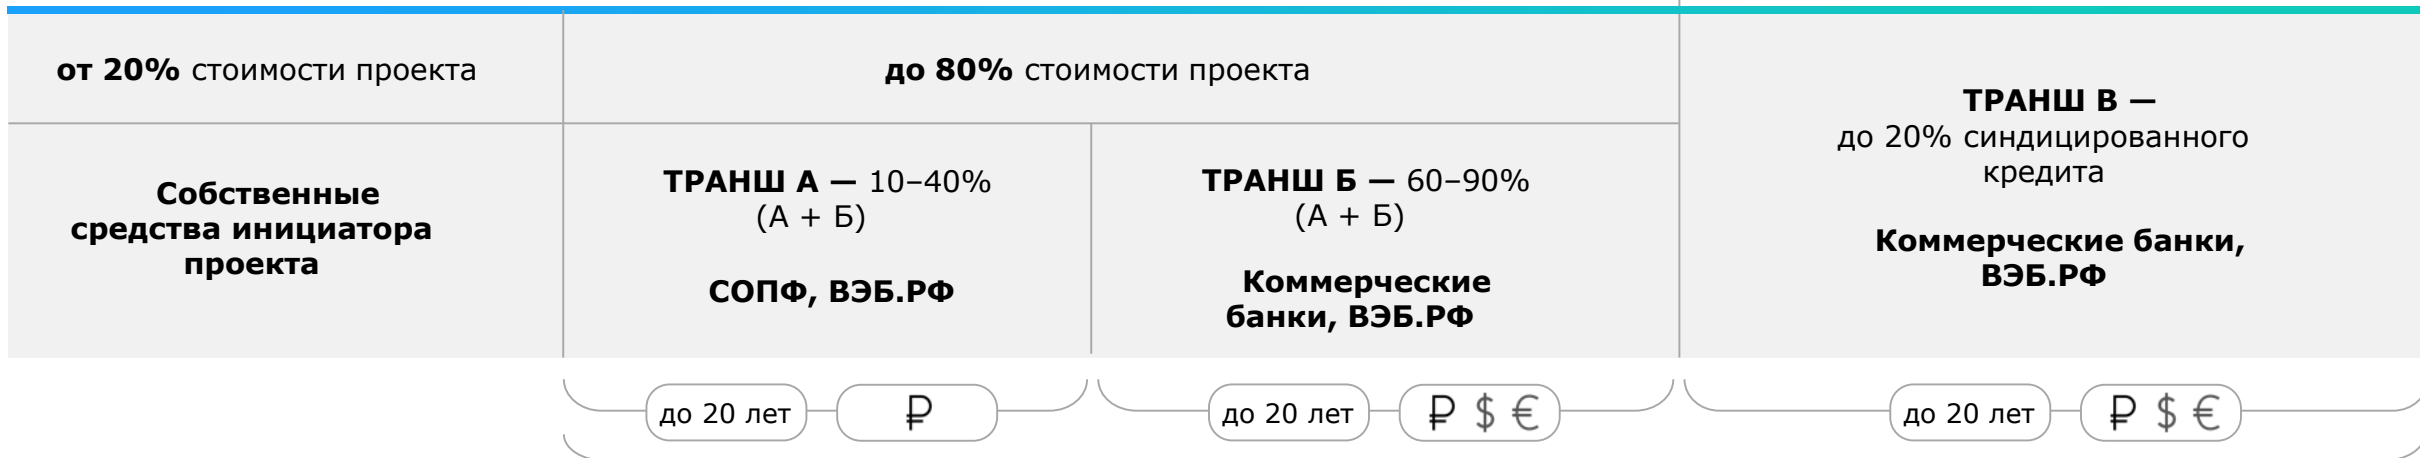 от 20% стоимости проекта
до 80% стоимости проекта
Собственные
средства инициатора
проекта
ТРАНШ А — 10–40%
(А + Б)
СОПФ, ВЭБ.РФ
ТРАНШ Б — 60–90%
(А + Б)
Коммерческие
банки, ВЭБ.РФ
ТРАНШ В —
до 20% синдицированного
кредита
Коммерческие банки,
ВЭБ.РФ
до 20 лет
₽
до 20 лет
₽ $ €
до 20 лет
₽ $ €